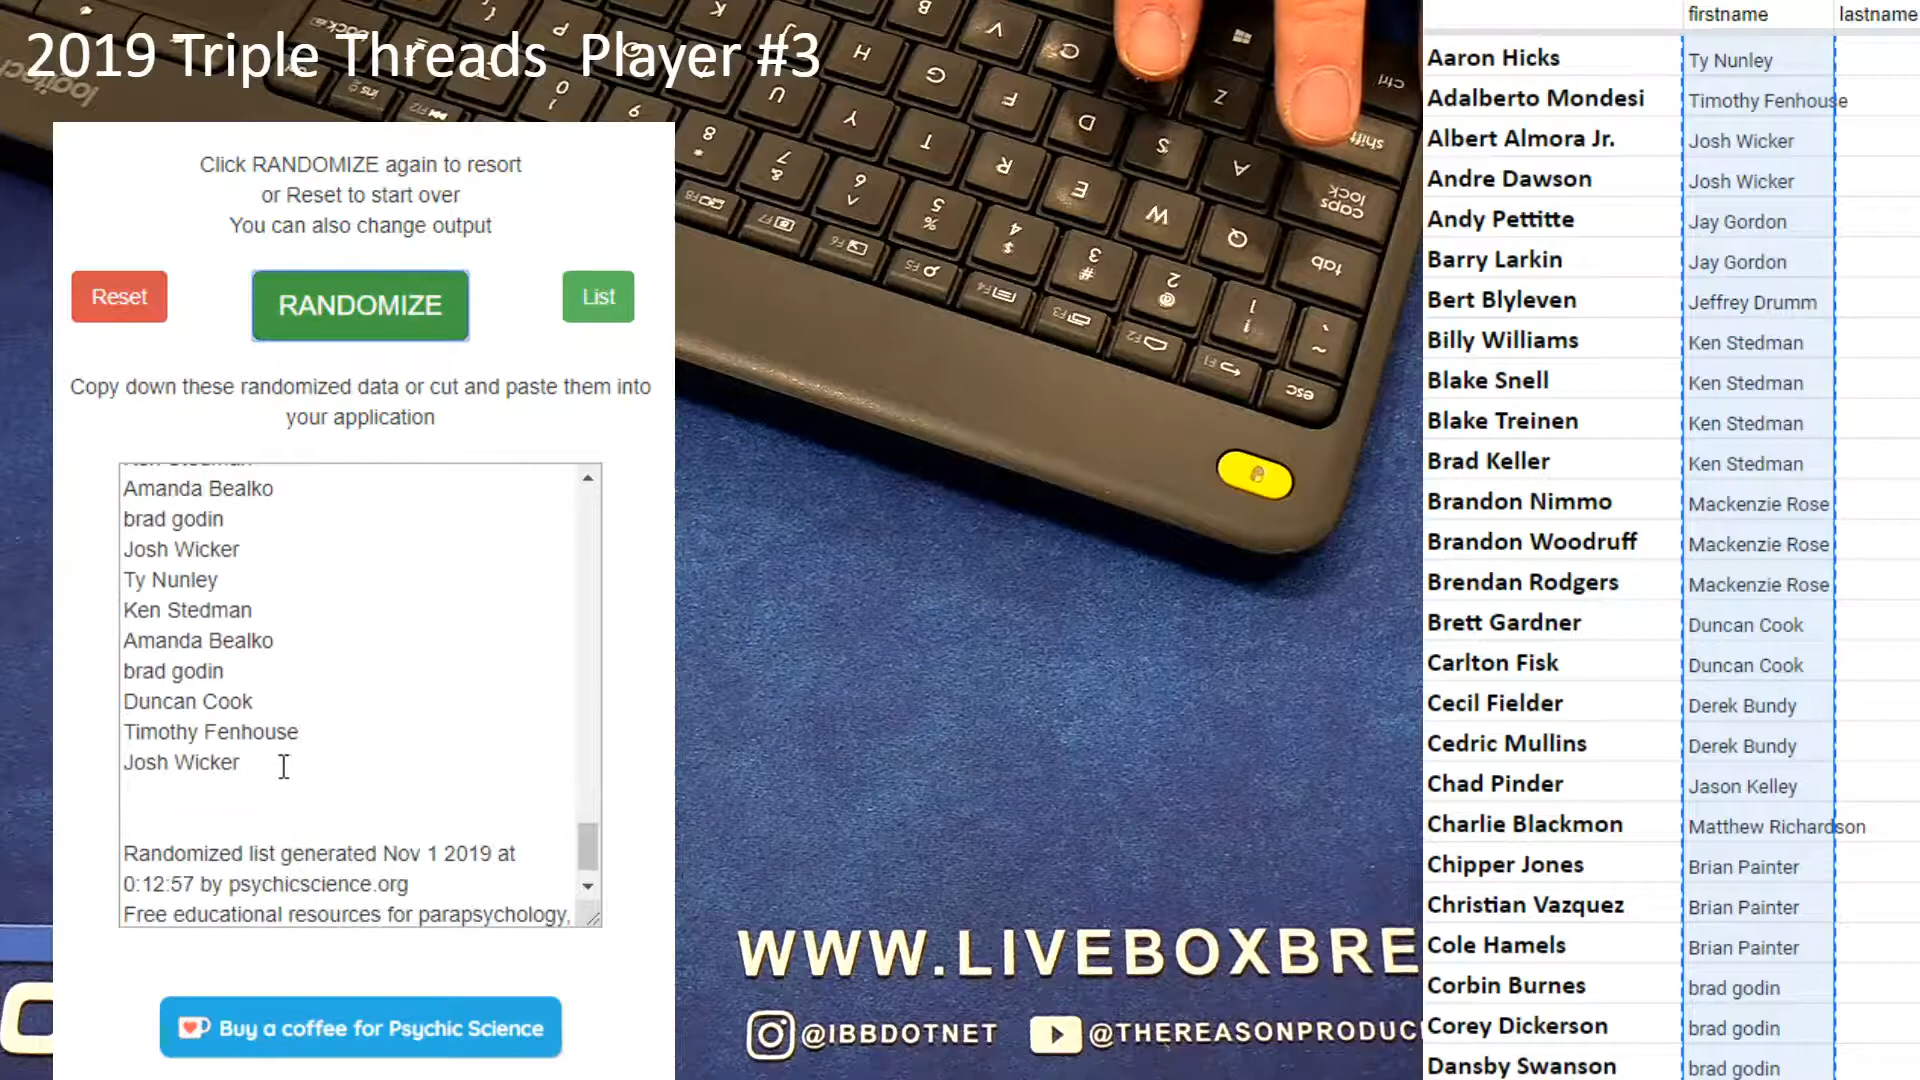 2019 Triple Threads  Player #3
Click RANDOMIZE again to resort
or Reset to start over
You can also change output
Reset
RANDOMIZE
List
Copy down these randomized data or cut and paste them into
your application
Amanda Bealko
brad godin
Josh Wicker
Ty Nunley
Ken Stedman
Amanda Bealko
brad godin
Duncan Cook
Timothy Fenhouse
Josh Wicker
Randomized list generated Nov 1 2019 at
0:12:57 by psychicscience.org
Free educational resources for parapsychology,
Buy a coffee for Psychic Science
WWW.LIVEBOXBRE
@IBBDOTNET
@THEREASONPRODUC
firstname lastname
Aaron Hicks Ty Nunley
Adalberto Mondesi Timothy Fenhouse
Albert Almora Jr. Josh Wicker
Andre Dawson Josh Wicker
Andy Pettitte Jay Gordon
Barry Larkin Jay Gordon
Bert Blyleven Jeffrey Drumm
Billy Williams Ken Stedman
Blake Snell Ken Stedman
Blake Treinen Ken Stedman
Brad Keller Ken Stedman
Brandon Nimmo Mackenzie Rose
Brandon Woodruff Mackenzie Rose
Brendan Rodgers Mackenzie Rose
Brett Gardner Duncan Cook
Carlton Fisk Duncan Cook
Cecil Fielder Derek Bundy
Cedric Mullins Derek Bundy
Chad Pinder Jason Kelley
Charlie Blackmon Matthew Richardson
Chipper Jones Brian Painter
Christian Vazquez Brian Painter
Cole Hamels Brian Painter
Corbin Burnes brad godin
Corey Dickerson brad godin
Dansby Swanson brad godin